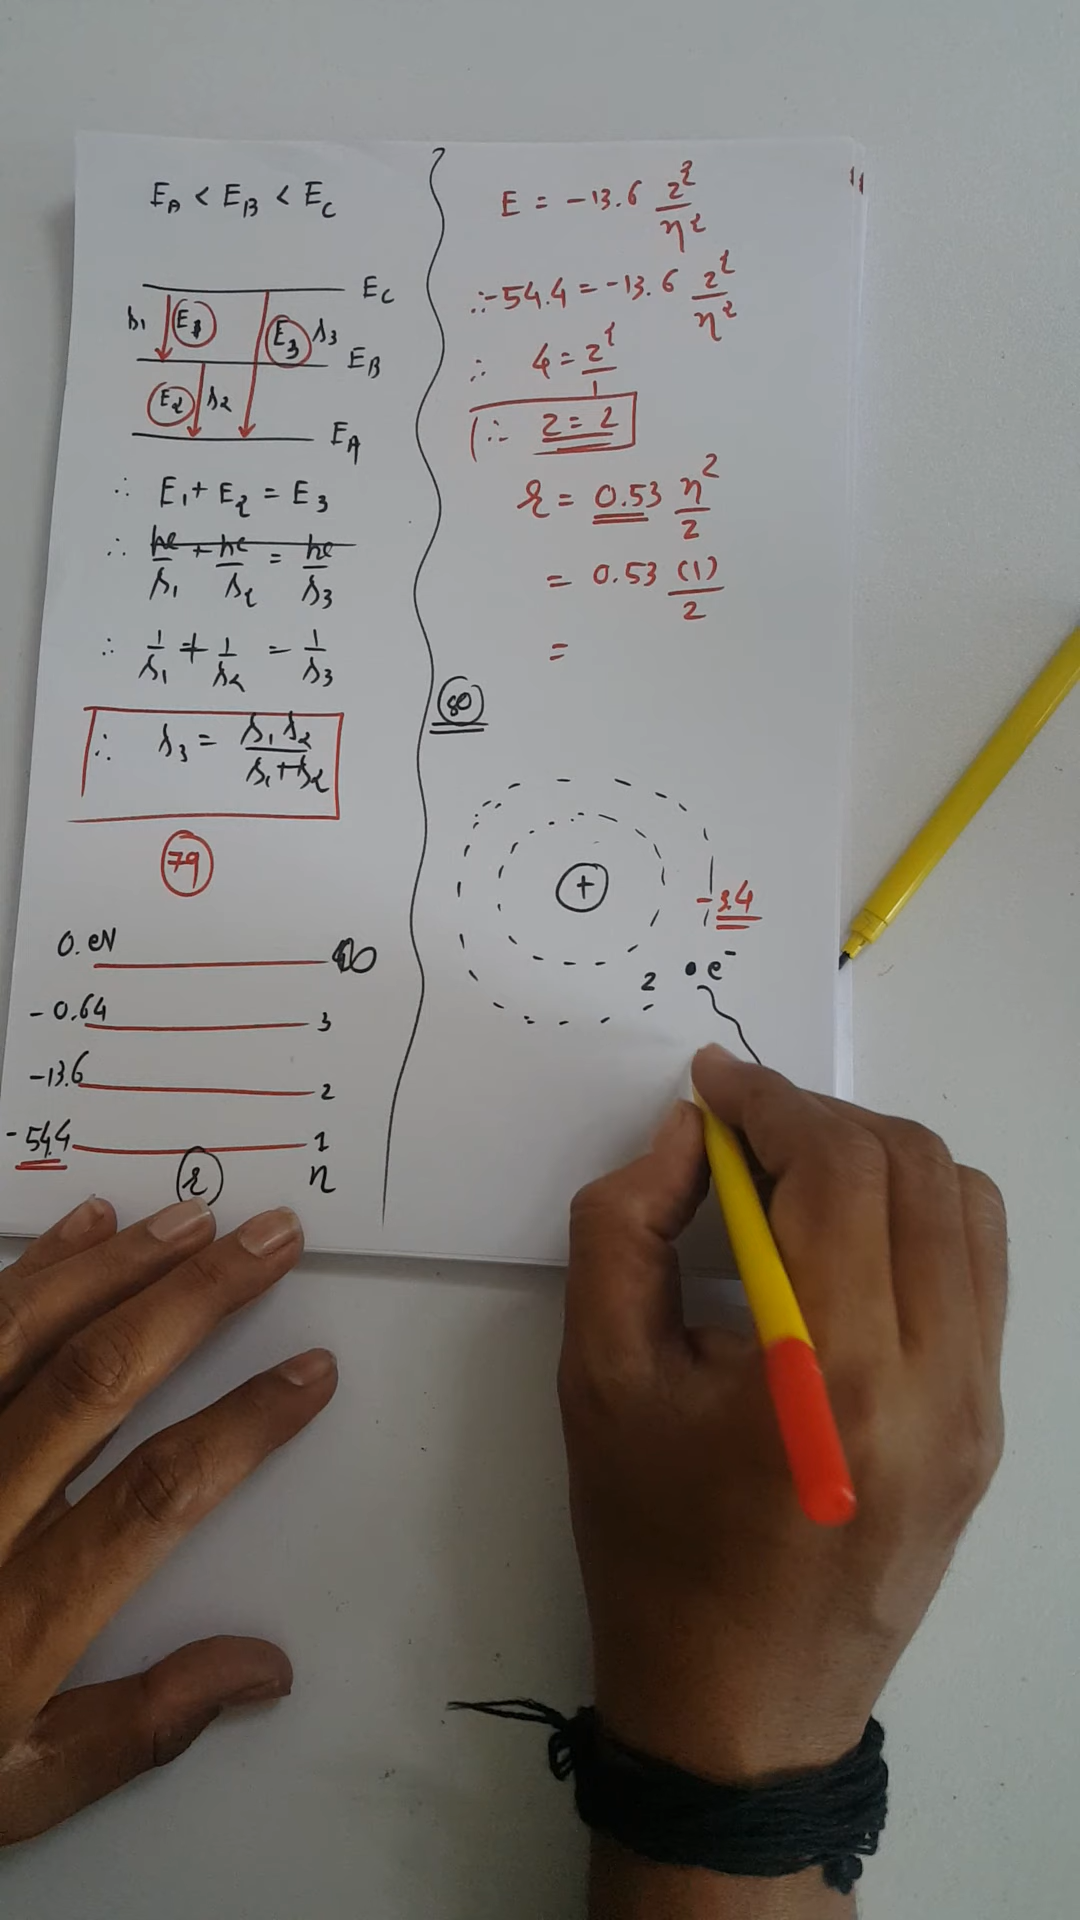 E_A < E_B < E_C
E_C
λ₁ E₁ E₃ λ₃
E_B
E₂ λ₂
E_A
∴ E₁ + E₂ = E₃
∴ hc/λ₁ + hc/λ₂ = hc/λ₃
∴ 1/λ₁ + 1/λ₂ = 1/λ₃
∴ λ₃ = λ₁λ₂/λ₁+λ₂
79
0.eV
-0.64 3
-13.6 2
-54.4 1
r n
E = -13.6 z²/n²
∴ -54.4 = -13.6 z²/n²
∴ 4 = z²/1
∴ z = 2
r = 0.53 n²/z
= 0.53 (1)/2
=
80
+
-3.4
2 e⁻